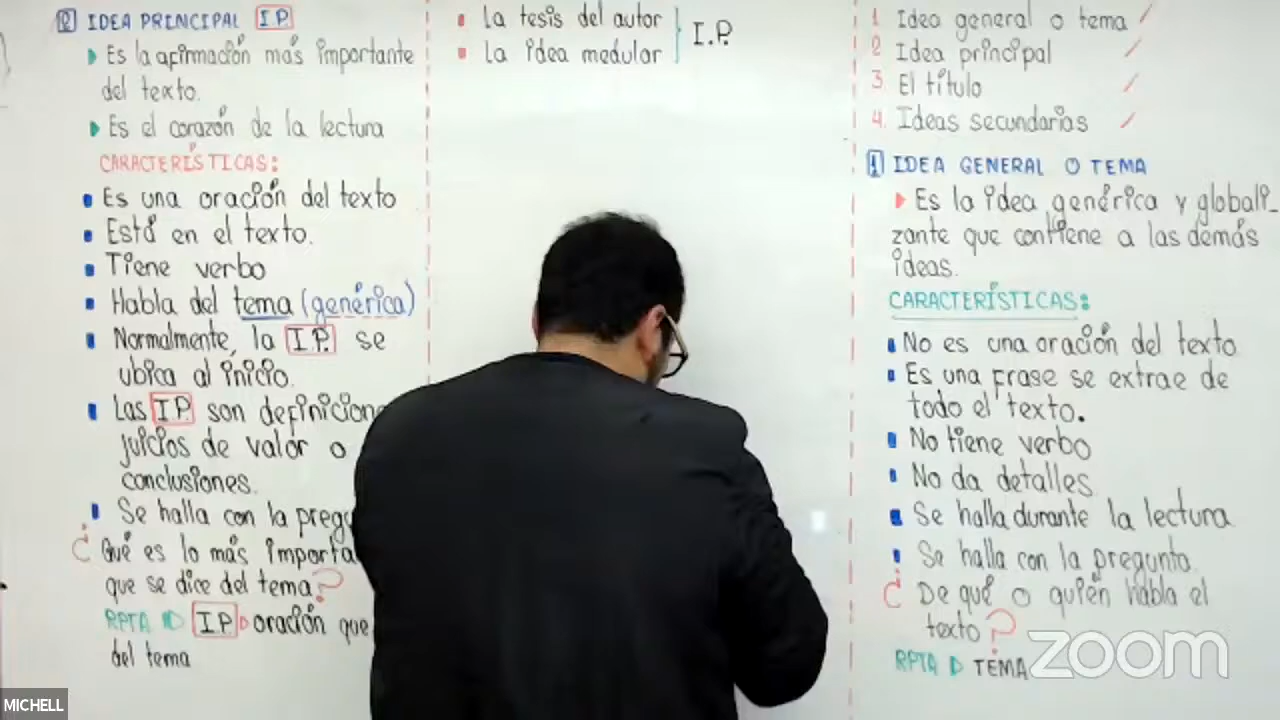 2 IDEA PRINCIPAL I.P.
Es la afirmación más importante
del texto.
Es el corazón de la lectura
CARACTERÍSTICAS:
Es una oración del texto
Está en el texto.
Tiene verbo
Habla del tema (genérica)
Normalmente, la I.P. se
ubica al inicio.
Las I.P. son
juicios de valor o
conclusiones.
Se halla con la
¿Qué es lo más
que se dice del tema?
RPTA I.P. oración que
del tema
La tesis del autor
La idea medular
I.P.
1. Idea general o tema
2 Idea principal
3. El título
4. Ideas secundarias
1 IDEA GENERAL O TEMA
Es la idea genérica y globali_
zante que contiene a las demás
ideas.
CARACTERÍSTICAS:
No es una oración del texto
Es una frase se extrae de
todo el texto.
No tiene verbo
No da detalles
Se halla durante la lectura
Se halla con la pregunta
¿De qué o quién habla el
texto?
RPTA TEMA
zoom
MICHELL